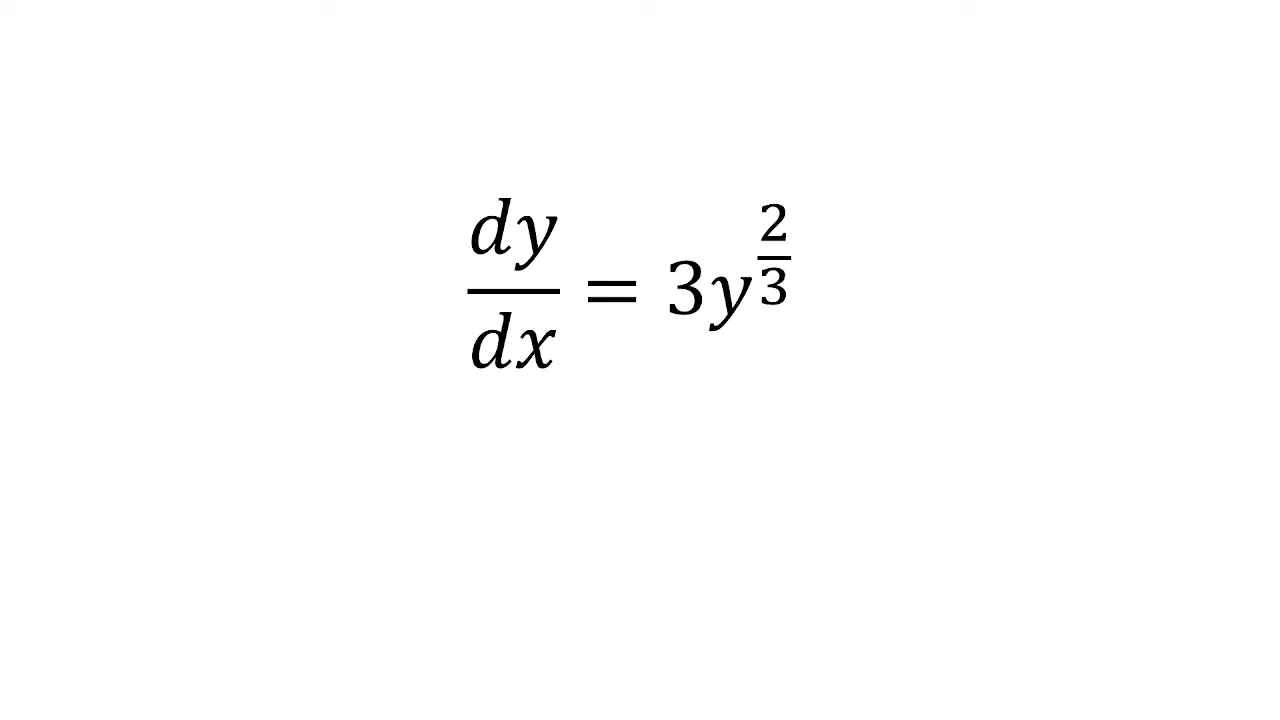 dy/dx = 3y^(2/3)